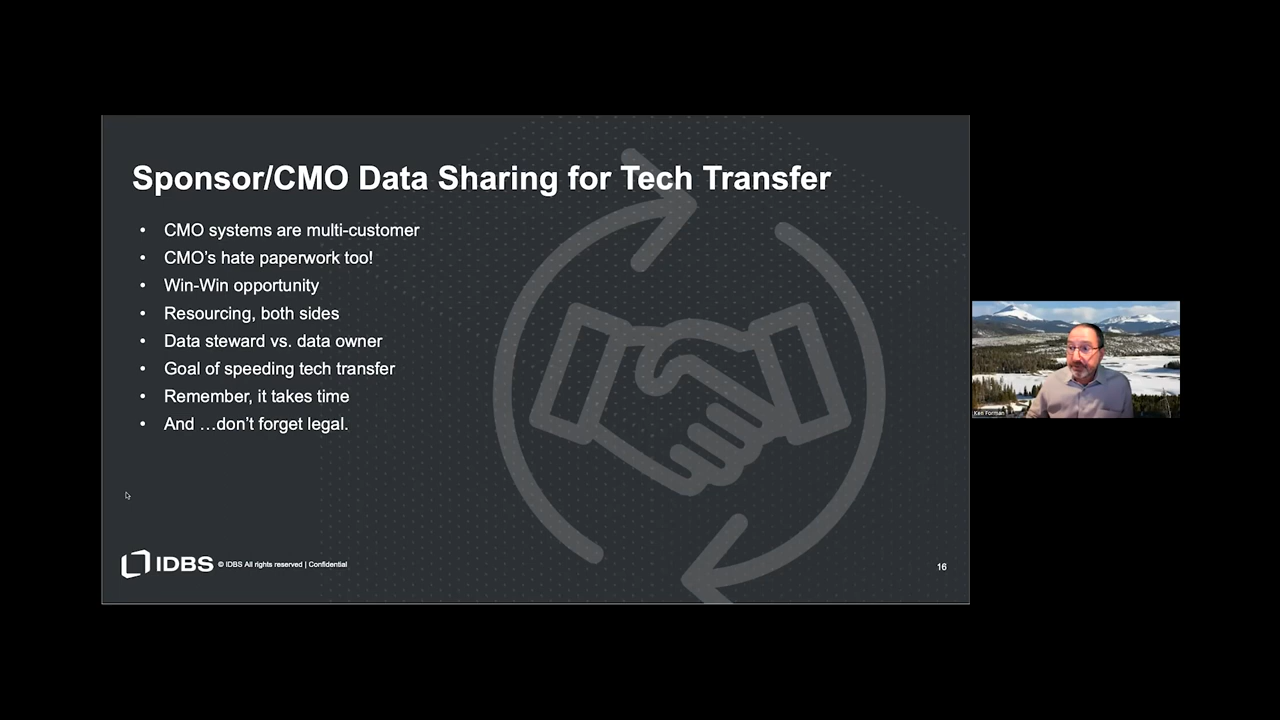 Sponsor/CMO Data Sharing for Tech Transfer
• CMO systems are multi-customer
• CMO's hate paperwork too!
• Win-Win opportunity
• Resourcing, both sides
• Data steward vs. data owner
• Goal of speeding tech transfer
• Remember, it takes time
• And …don't forget legal.
Ken Forman
IDBS © IDBS All rights reserved | Confidential
16